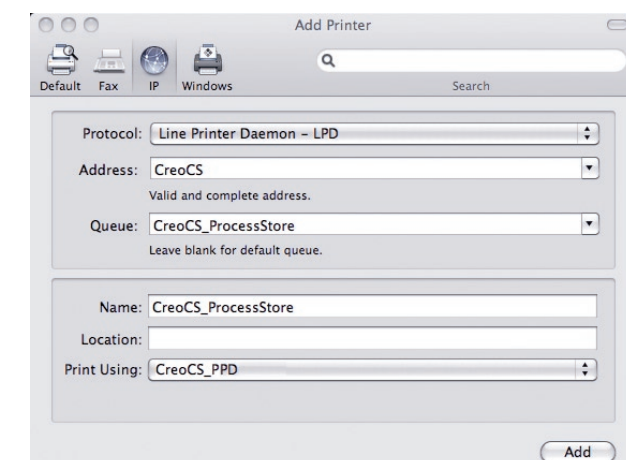 Add Printer
Default Fax IP Windows Search
Protocol: Line Printer Daemon – LPD
Address: CreoCS
Valid and complete address.
Queue: CreoCS_ProcessStore
Leave blank for default queue.
Name: CreoCS_ProcessStore
Location:
Print Using: CreoCS_PPD
Add